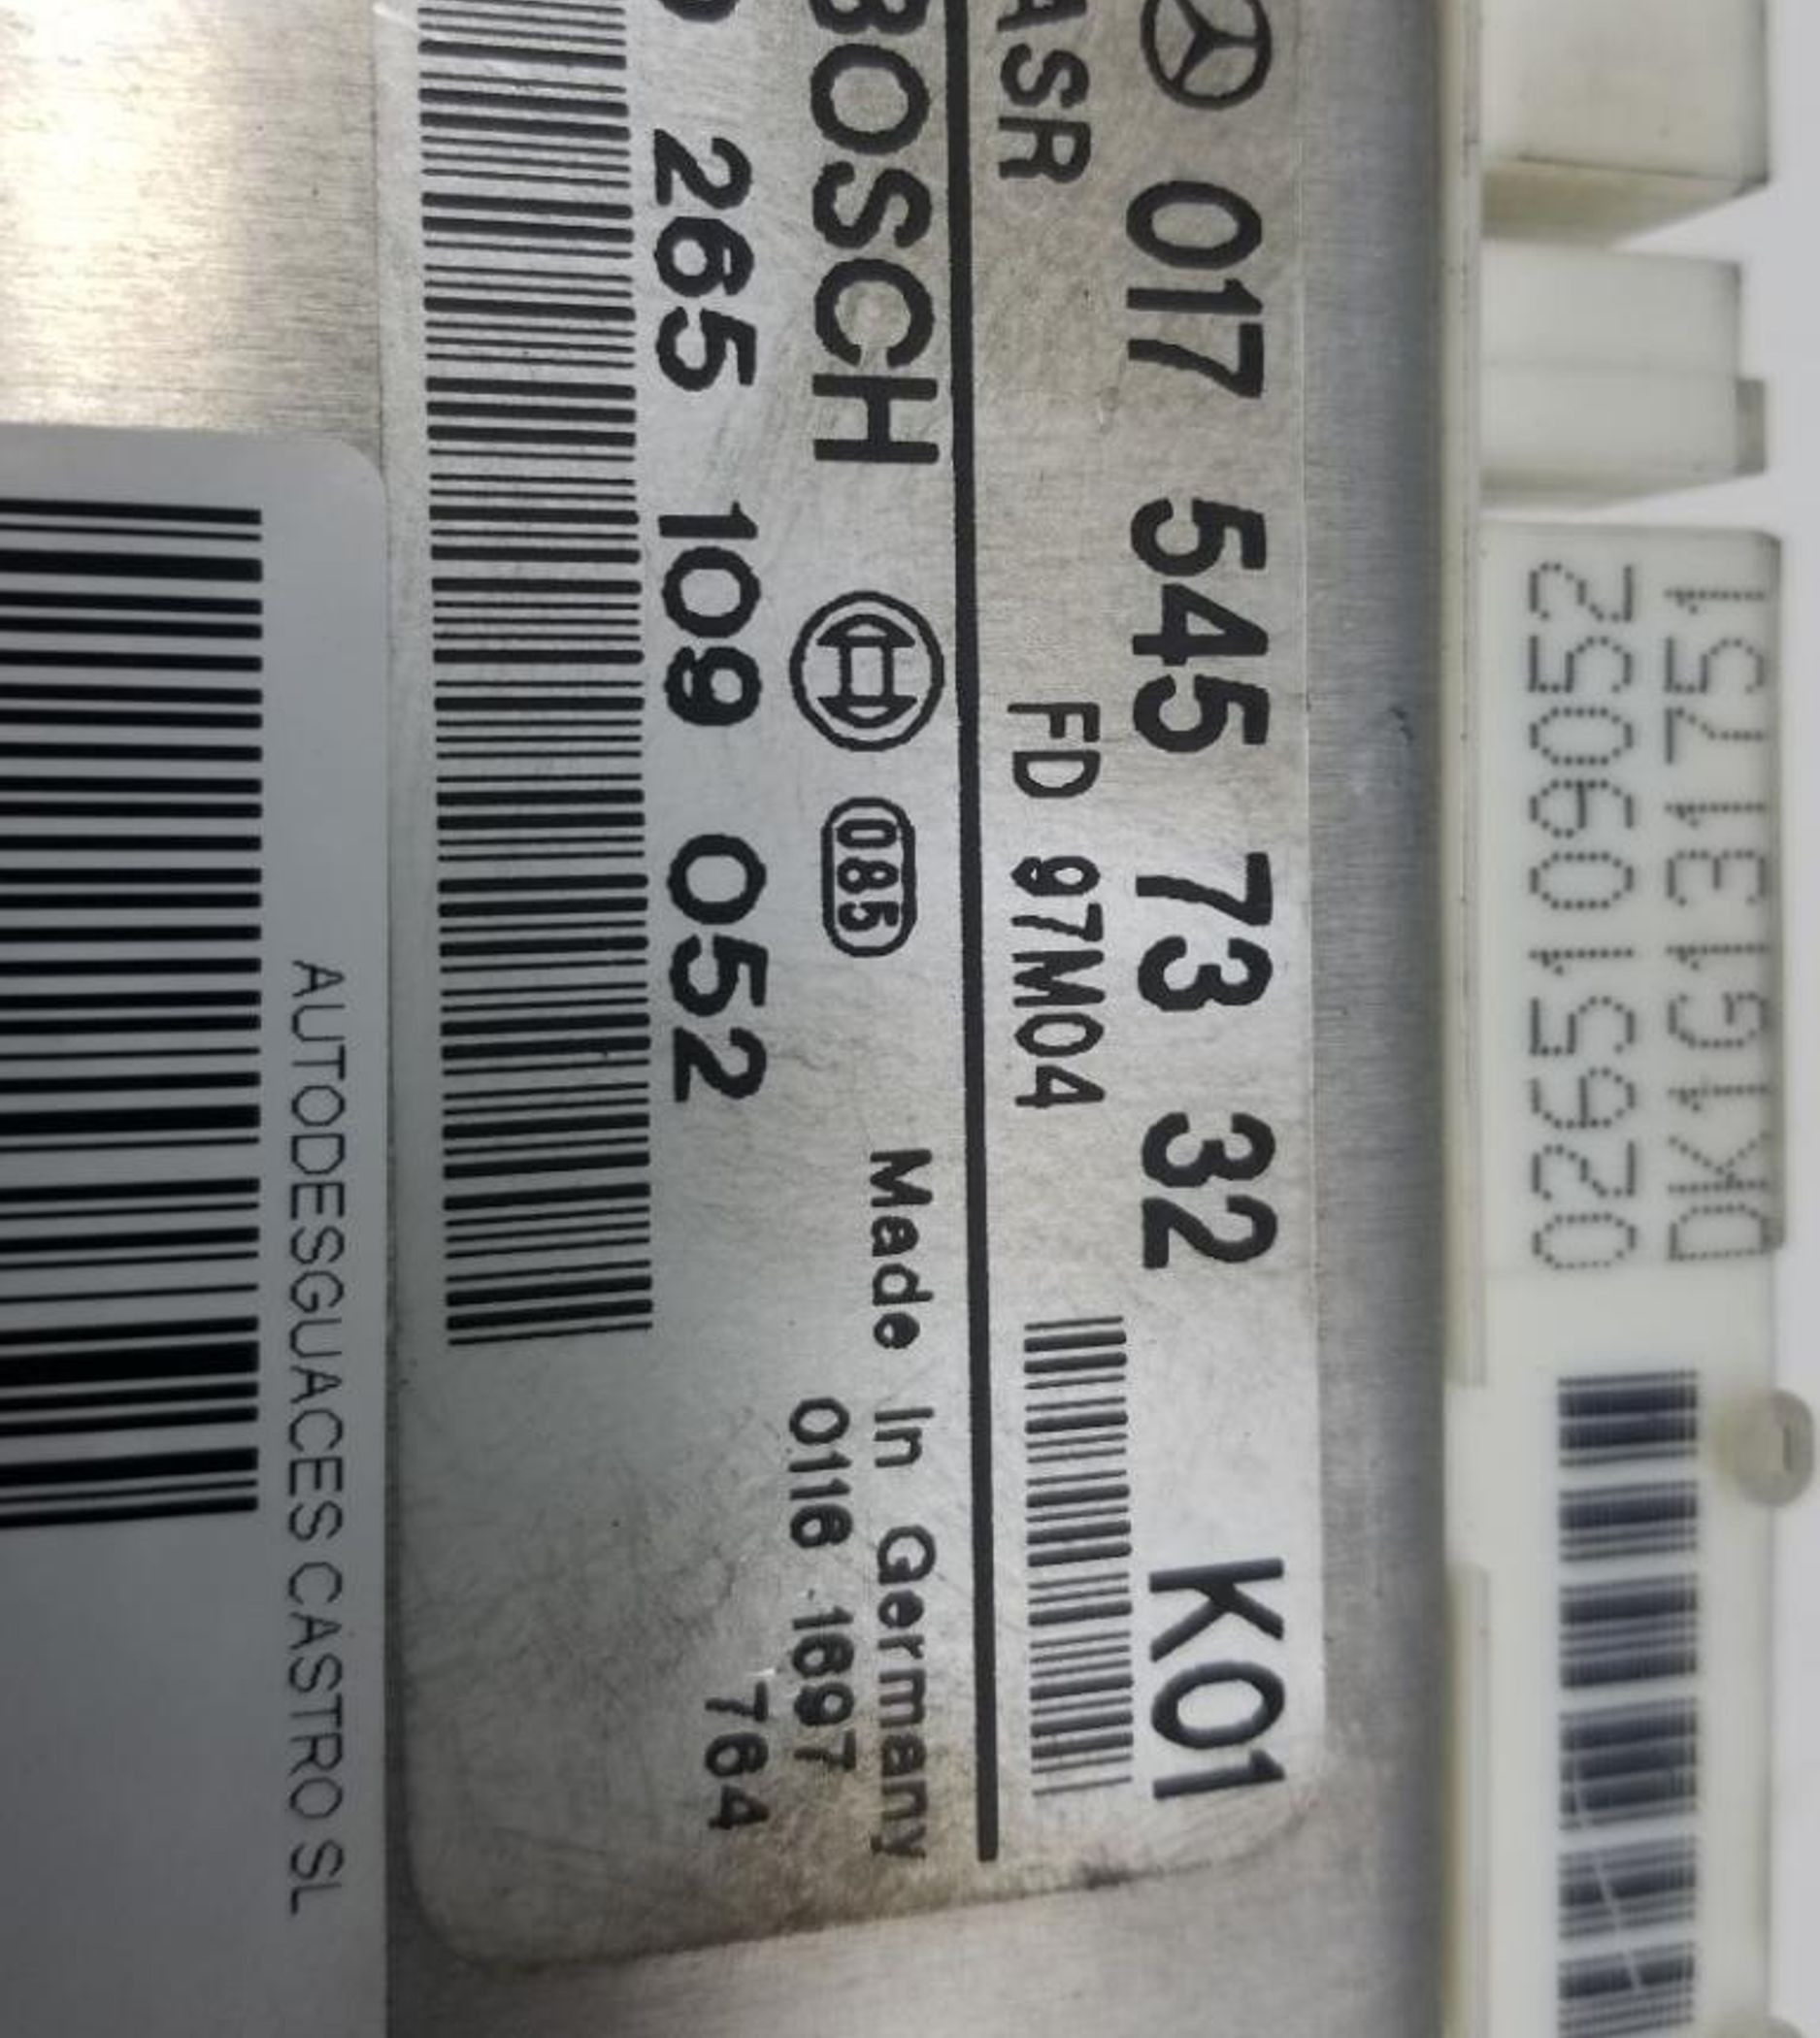 0265109052
DK1G131751
017 545 73 32 K01
ASR FD 97M04
BOSCH 085 Made In Germany
0116 1697
0 265 109 052
764
AUTODESGUACES CASTRO SL